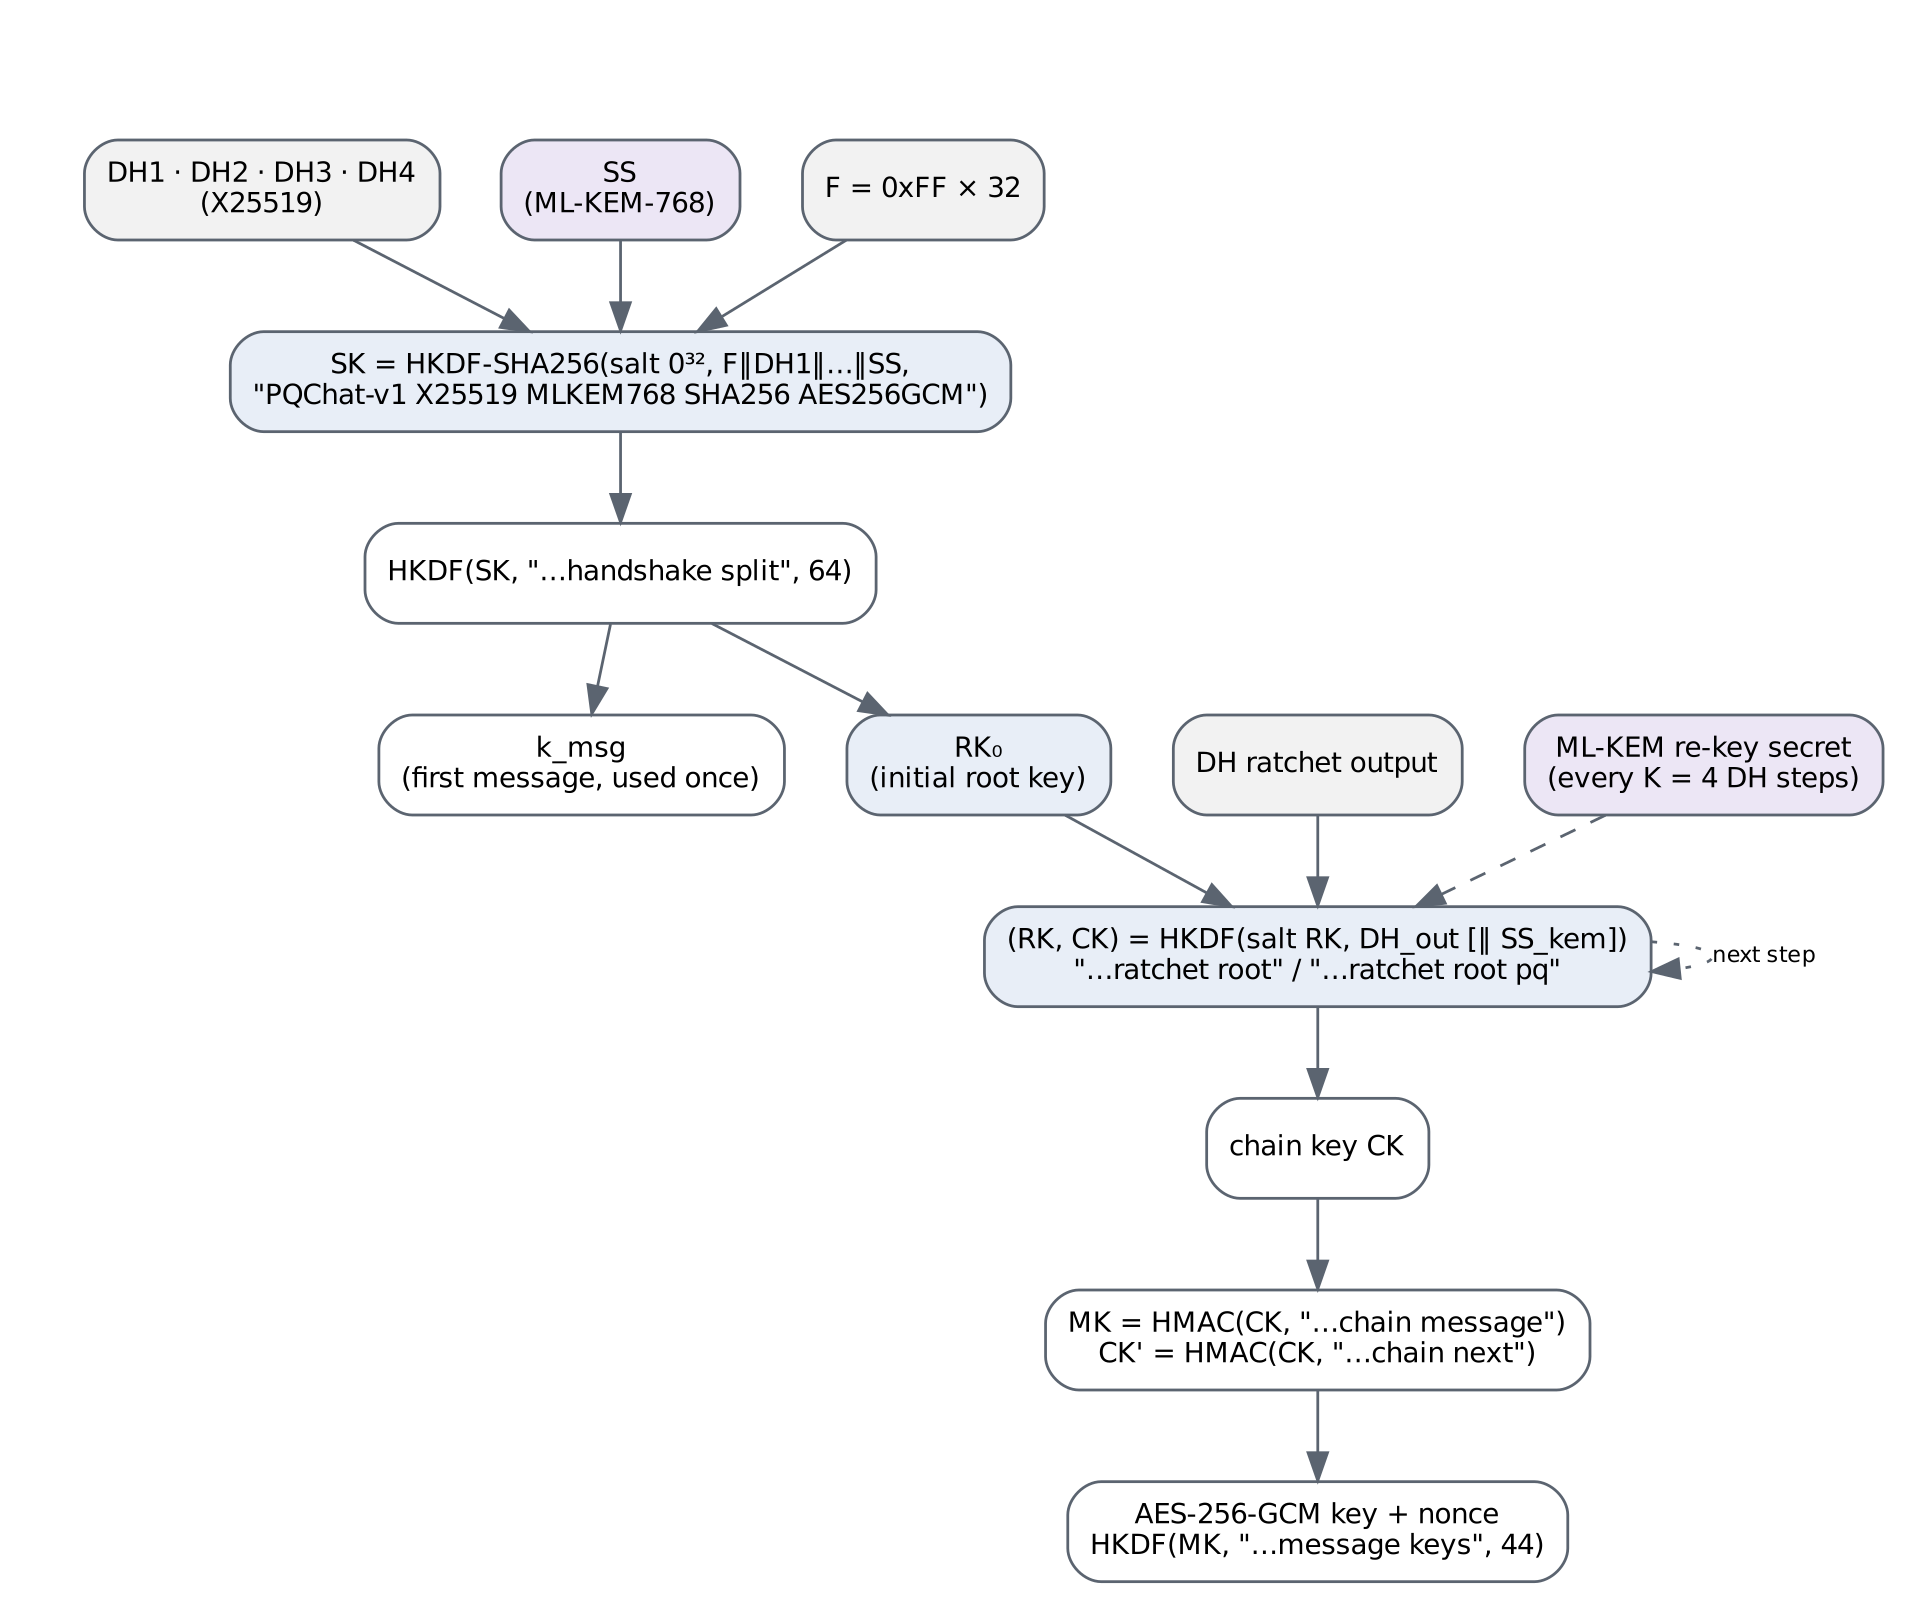 DH1 · DH2 · DH3 · DH4
(X25519)
SS
(ML-KEM-768)
F = 0xFF × 32
SK = HKDF-SHA256(salt 0³², F‖DH1‖…‖SS,
"PQChat-v1 X25519 MLKEM768 SHA256 AES256GCM")
HKDF(SK, "…handshake split", 64)
k_msg
(first message, used once)
RK₀
(initial root key)
DH ratchet output
ML-KEM re-key secret
(every K = 4 DH steps)
(RK, CK) = HKDF(salt RK, DH_out [‖ SS_kem])
"…ratchet root" / "…ratchet root pq"
next step
chain key CK
MK = HMAC(CK, "…chain message")
CK' = HMAC(CK, "…chain next")
AES-256-GCM key + nonce
HKDF(MK, "…message keys", 44)